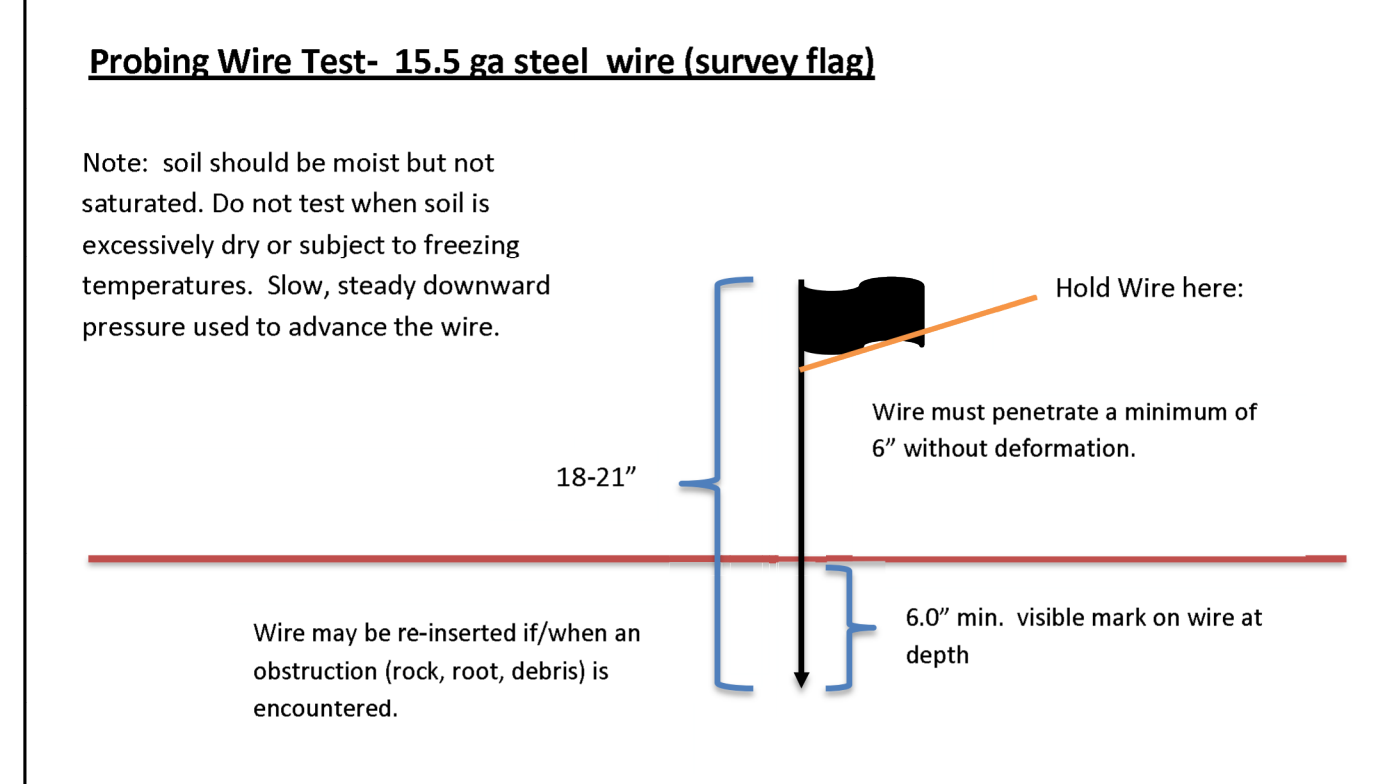 Probing Wire Test-  15.5 ga steel  wire (survey flag)
Note:  soil should be moist but not
saturated. Do not test when soil is
excessively dry or subject to freezing
temperatures.  Slow, steady downward
pressure used to advance the wire.
Hold Wire here:
Wire must penetrate a minimum of
6” without deformation.
18-21”
6.0” min.  visible mark on wire at
depth
Wire may be re-inserted if/when an
obstruction (rock, root, debris) is
encountered.